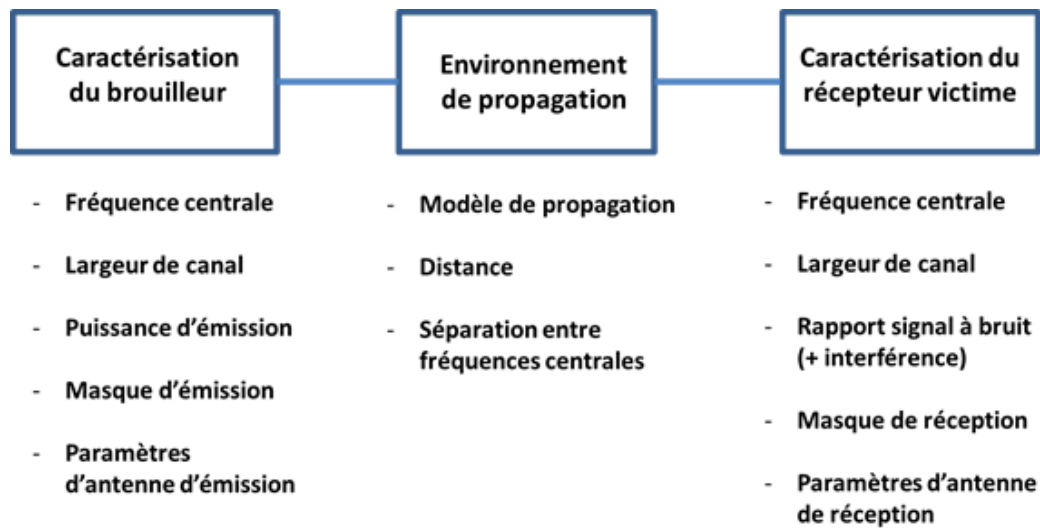 Caractérisation
du brouilleur
Environnement
de propagation
Caractérisation du
récepteur victime
- Fréquence centrale
- Largeur de canal
- Puissance d'émission
- Masque d'émission
- Paramètres
d'antenne d'émission
- Modèle de propagation
- Distance
- Séparation entre
fréquences centrales
- Fréquence centrale
- Largeur de canal
- Rapport signal à bruit
(+ interférence)
- Masque de réception
- Paramètres d'antenne
de réception